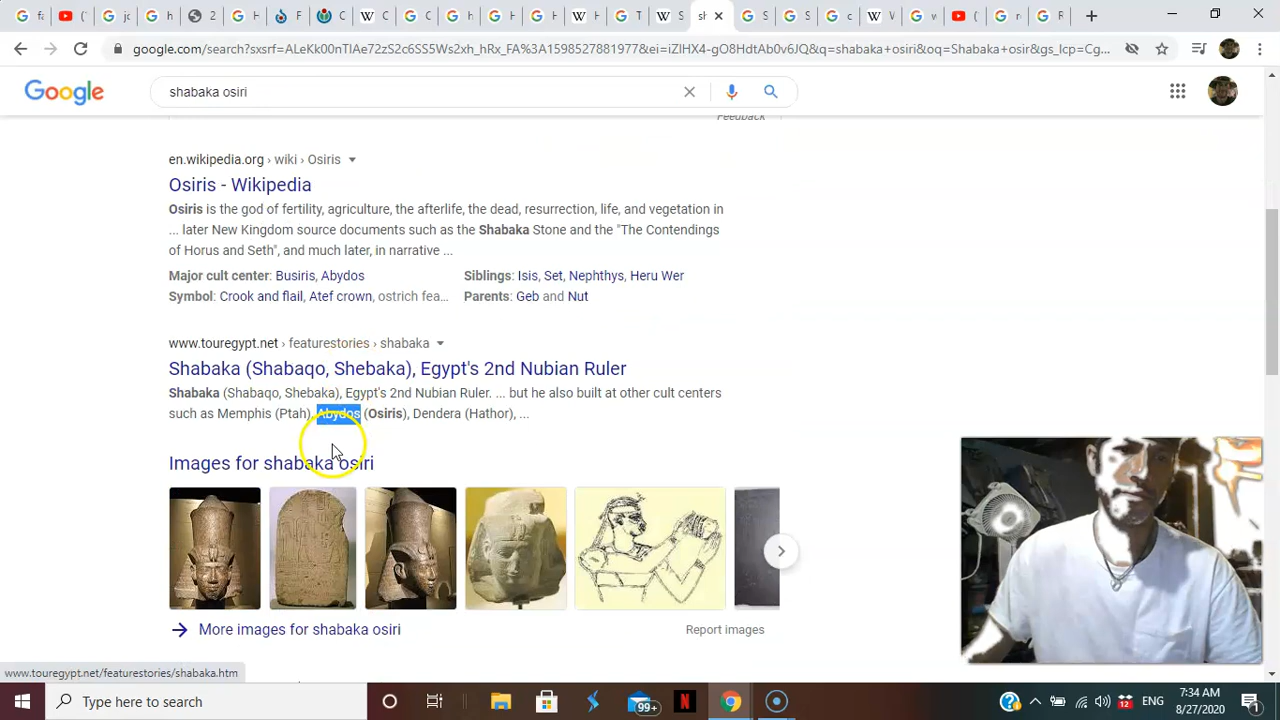 google.com/search?sxsrf=ALeKk00nTlAe72zS2c6SS5Ws2xh_hRx_FA%3A1598527881977&ei=iZlHX4-gO8HdtAb0v6JQ&q=shabaka+osiri&oq=Shabaka+osir&gs_lcp=Cg...
Google
shabaka osiri
Feedback
en.wikipedia.org › wiki › Osiris
Osiris - Wikipedia
Osiris is the god of fertility, agriculture, the afterlife, the dead, resurrection, life, and vegetation in
... later New Kingdom source documents such as the Shabaka Stone and the "The Contendings
of Horus and Seth", and much later, in narrative ...
Major cult center: Busiris, Abydos
Siblings: Isis, Set, Nephthys, Heru Wer
Symbol: Crook and flail, Atef crown, ostrich fea...
Parents: Geb and Nut
www.touregypt.net › featurestories › shabaka
Shabaka (Shabaqo, Shebaka), Egypt's 2nd Nubian Ruler
Shabaka (Shabaqo, Shebaka), Egypt's 2nd Nubian Ruler. ... but he also built at other cult centers
such as Memphis (Ptah), Abydos (Osiris), Dendera (Hathor), ...
Images for shabaka osiri
More images for shabaka osiri
Report images
www.touregypt.net/featurestories/shabaka.htm
Type here to search
99+
N
12
ENG
7:34 AM
8/27/2020
1